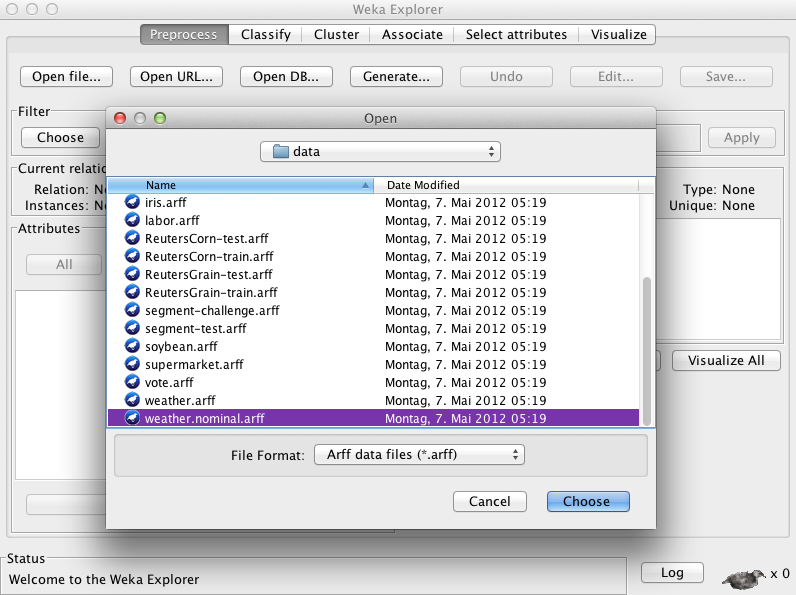 Weka Explorer
Preprocess Classify Cluster Associate Select attributes Visualize
Open file... Open URL... Open DB... Generate... Undo Edit... Save...
Filter
Choose Apply
Open
data
Current relatio
Relation: No
Instances: No
Type: None
Unique: None
Attributes
All
Name Date Modified
iris.arff Montag, 7. Mai 2012 05:19
labor.arff Montag, 7. Mai 2012 05:19
ReutersCorn-test.arff Montag, 7. Mai 2012 05:19
ReutersCorn-train.arff Montag, 7. Mai 2012 05:19
ReutersGrain-test.arff Montag, 7. Mai 2012 05:19
ReutersGrain-train.arff Montag, 7. Mai 2012 05:19
segment-challenge.arff Montag, 7. Mai 2012 05:19
segment-test.arff Montag, 7. Mai 2012 05:19
soybean.arff Montag, 7. Mai 2012 05:19
supermarket.arff Montag, 7. Mai 2012 05:19
vote.arff Montag, 7. Mai 2012 05:19
weather.arff Montag, 7. Mai 2012 05:19
weather.nominal.arff Montag, 7. Mai 2012 05:19
Visualize All
File Format: Arff data files (*.arff)
Cancel Choose
Status
Welcome to the Weka Explorer
Log x 0